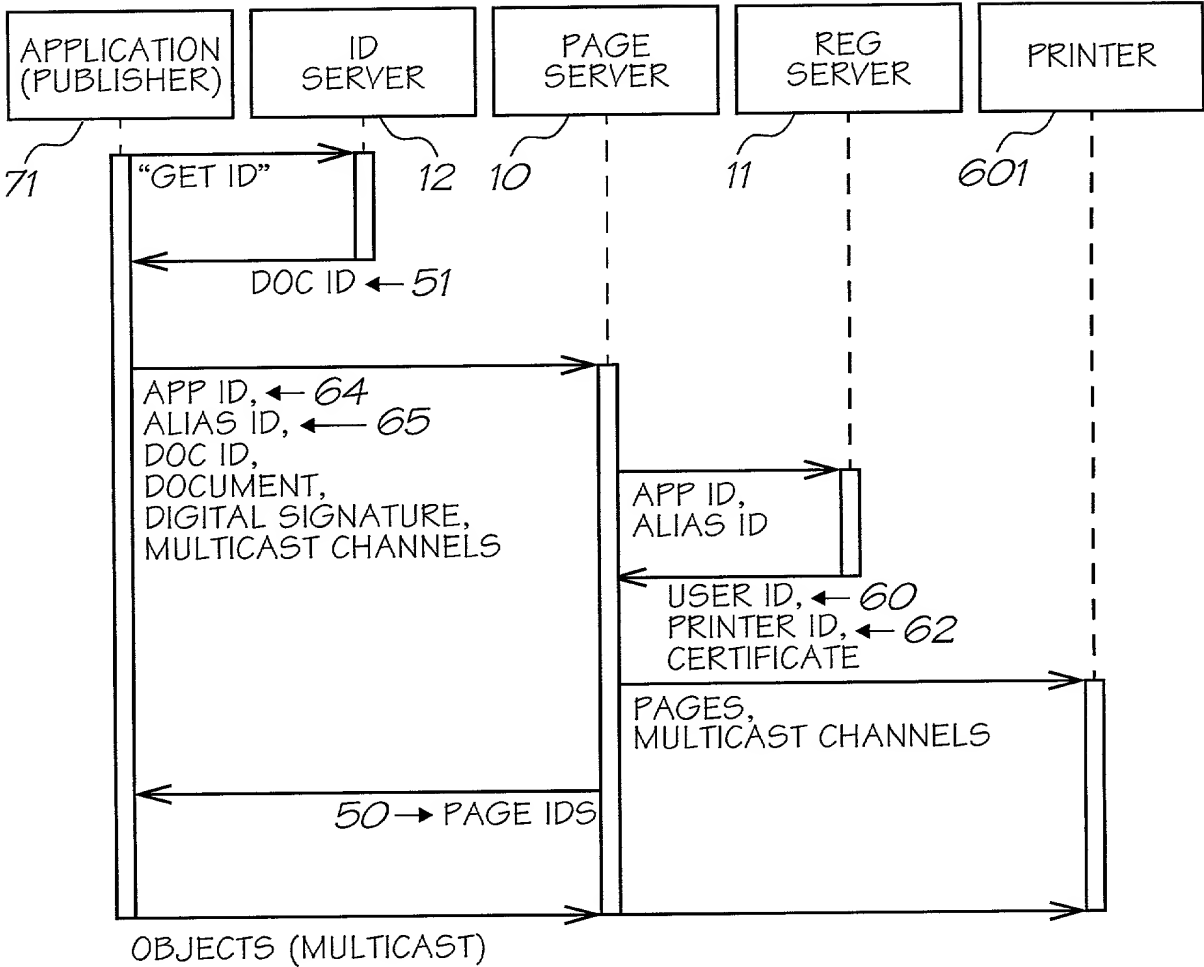 APPLICATION
(PUBLISHER)
ID
SERVER
PAGE
SERVER
REG
SERVER
PRINTER
71
12
10
11
601
“GET ID”
DOC ID 51
APP ID, 64
ALIAS ID, 65
DOC ID,
DOCUMENT,
DIGITAL SIGNATURE,
MULTICAST CHANNELS
APP ID,
ALIAS ID
USER ID, 60
PRINTER ID, 62
CERTIFICATE
PAGES,
MULTICAST CHANNELS
50 PAGE IDS
OBJECTS (MULTICAST)